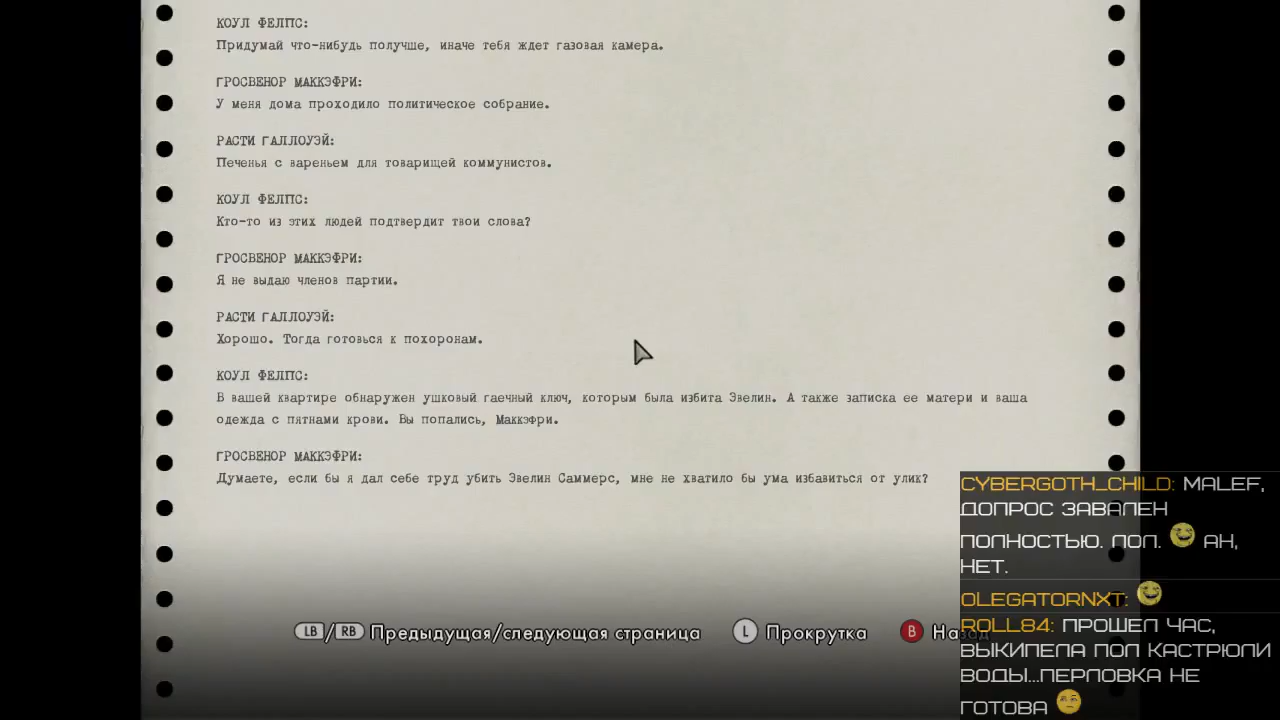 КОУЛ ФЕЛПС:
Придумай что-нибудь получше, иначе тебя ждет газовая камера.
ГРОСВЕНОР МАККЭФРИ:
У меня дома проходило политическое собрание.
РАСТИ ГАЛЛОУЭЙ:
Печенья с вареньем для товарищей коммунистов.
КОУЛ ФЕЛПС:
Кто-то из этих людей подтвердит твои слова?
ГРОСВЕНОР МАККЭФРИ:
Я не выдаю членов партии.
РАСТИ ГАЛЛОУЭЙ:
Хорошо. Тогда готовься к похоронам.
КОУЛ ФЕЛПС:
В вашей квартире обнаружен ушковый гаечный ключ, которым была избита Эвелин. А также записка ее матери и ваша
одежда с пятнами крови. Вы попались, Маккэфри.
ГРОСВЕНОР МАККЭФРИ:
Думаете, если бы я дал себе труд убить Эвелин Саммерс, мне не хватило бы ума избавиться от улик?
LB/RB Предыдущая/следующая страница L Прокрутка B Назад
CYBERGOTH_CHILD: MALEF,
ДОПРОС ЗАВАЛЕН
ПОЛНОСТЬЮ. ЛОЛ. АН,
НЕТ.
OLEGATORNXT:
ROLL84: ПРОШЕЛ ЧАС,
ВЫКИПЕЛА ПОЛ КАСТРЮЛИ
ВОДЫ...ПЕРЛОВКА НЕ
ГОТОВА